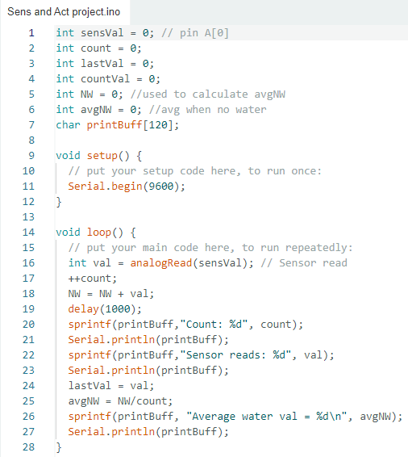 Sens and Act project.ino
1 int sensVal = 0; // pin A[0]
2 int count = 0;
3 int lastVal = 0;
4 int countVal = 0;
5 int NW = 0; //used to calculate avgNW
6 int avgNW = 0; //avg when no water
7 char printBuff[120];
8
9 void setup() {
10 // put your setup code here, to run once:
11 Serial.begin(9600);
12 }
13
14 void loop() {
15 // put your main code here, to run repeatedly:
16 int val = analogRead(sensVal); // Sensor read
17 ++count;
18 NW = NW + val;
19 delay(1000);
20 sprintf(printBuff,"Count: %d", count);
21 Serial.println(printBuff);
22 sprintf(printBuff,"Sensor reads: %d", val);
23 Serial.println(printBuff);
24 lastVal = val;
25 avgNW = NW/count;
26 sprintf(printBuff, "Average water val = %d\n", avgNW);
27 Serial.println(printBuff);
28 }